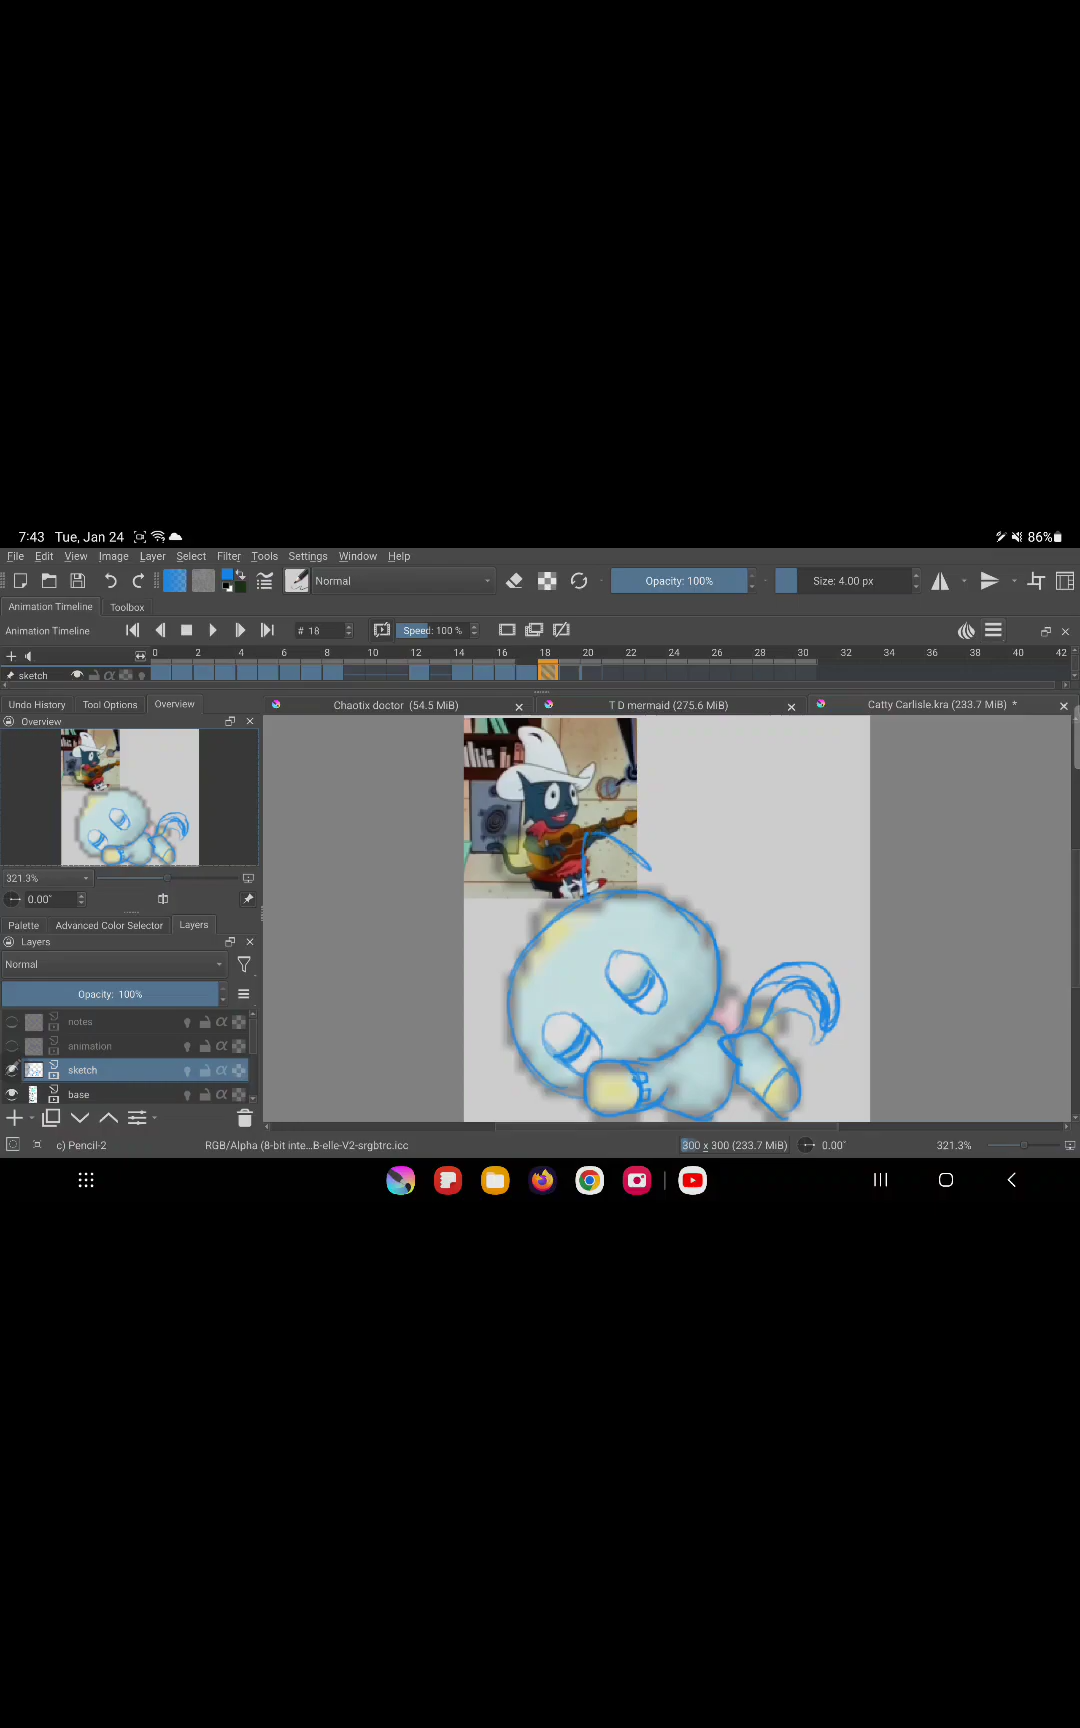 7:43 Tue, Jan 24 86%
File Edit View Image Layer Select Filter Tools Settings Window Help
Normal Opacity: 100% Size: 4.00 px
Animation Timeline Toolbox
Animation Timeline # 18 Speed: 100 %
0 2 4 6 8 10 12 14 16 18 20 22 24 26 28 30 32 34 36 38 40 42
sketch
Undo History Tool Options Overview Chaotix doctor (54.5 MiB) T D mermaid (275.6 MiB) Catty Carlisle.kra (233.7 MiB) *
Overview
321.3%
0.00°
Palette Advanced Color Selector Layers
Layers
Normal
Opacity: 100%
notes
animation
sketch
base
c) Pencil-2 RGB/Alpha (8-bit inte...B-elle-V2-srgbtrc.icc 300 x 300 (233.7 MiB) 0.00° 321.3%